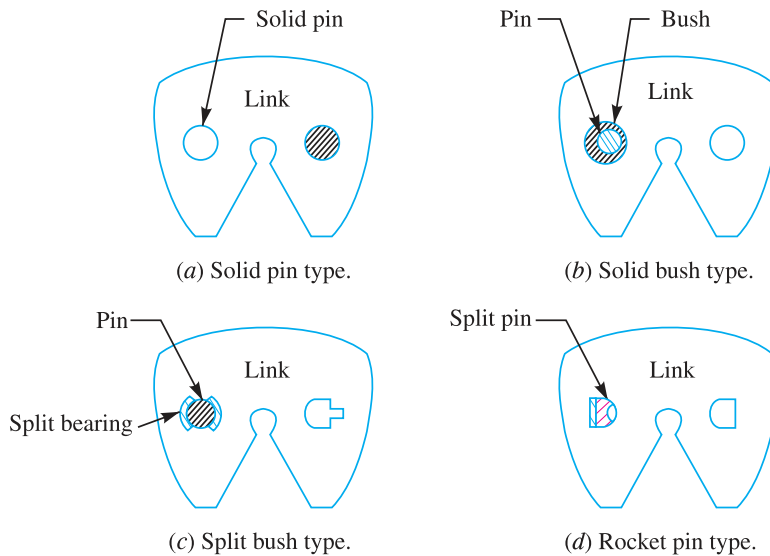 Solid pin
Link
(a) Solid pin type.
Pin
Bush
Link
(b) Solid bush type.
Pin
Link
Split bearing
(c) Split bush type.
Split pin
Link
(d) Rocket pin type.